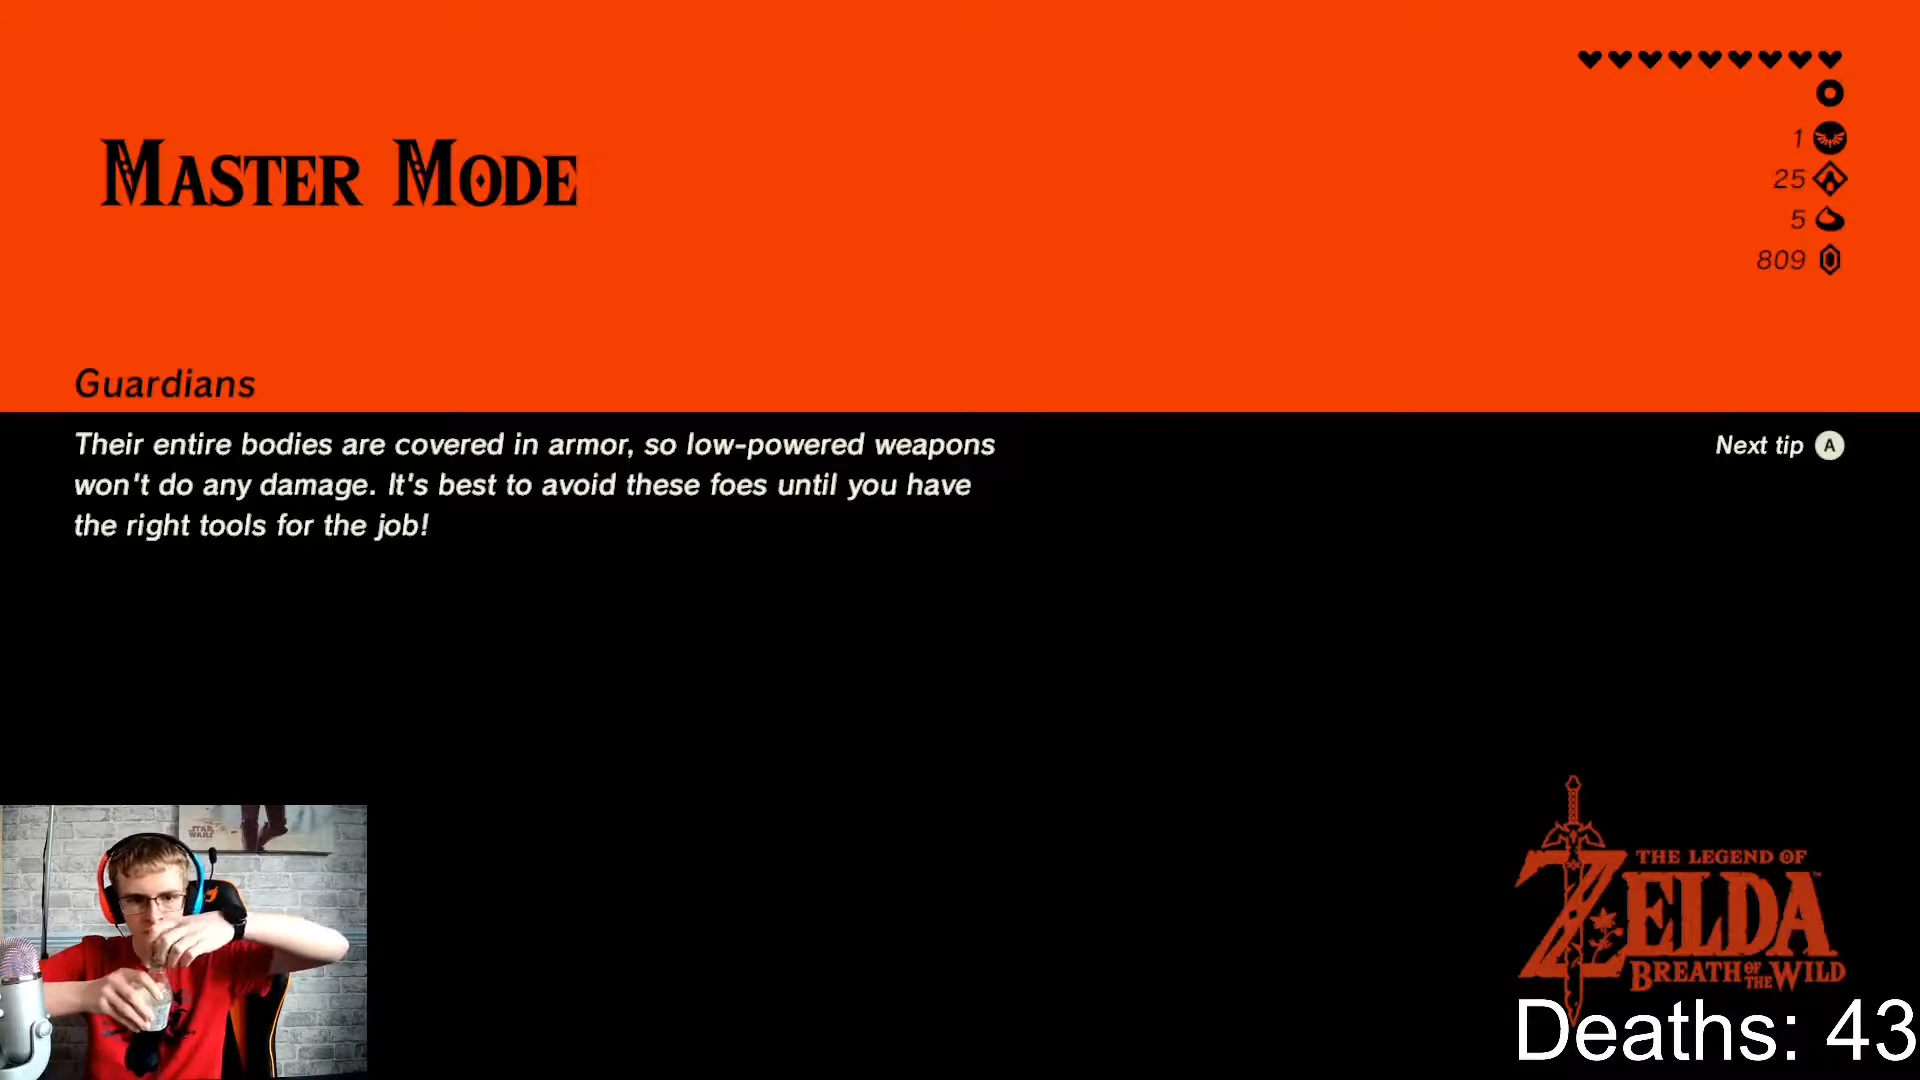 MASTER MODE
1
25
5
809
Guardians
Their entire bodies are covered in armor, so low-powered weapons
won't do any damage. It's best to avoid these foes until you have
the right tools for the job!
Next tip A
STAR
WARS
THE LEGEND OF
ZELDA
BREATH OF THE WILD
Deaths: 43